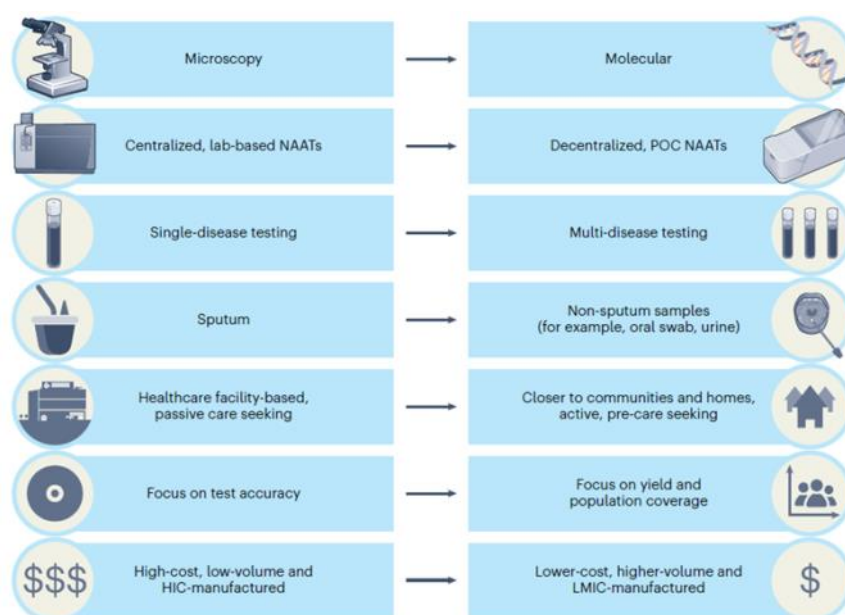 Microscopy
Molecular
Centralized, lab-based NAATs
Decentralized, POC NAATs
Single-disease testing
Multi-disease testing
Sputum
Non-sputum samples
(for example, oral swab, urine)
Healthcare facility-based,
passive care seeking
Closer to communities and homes,
active, pre-care seeking
Focus on test accuracy
Focus on yield and
population coverage
$$$
High-cost, low-volume and
HIC-manufactured
Lower-cost, higher-volume and
LMIC-manufactured
$